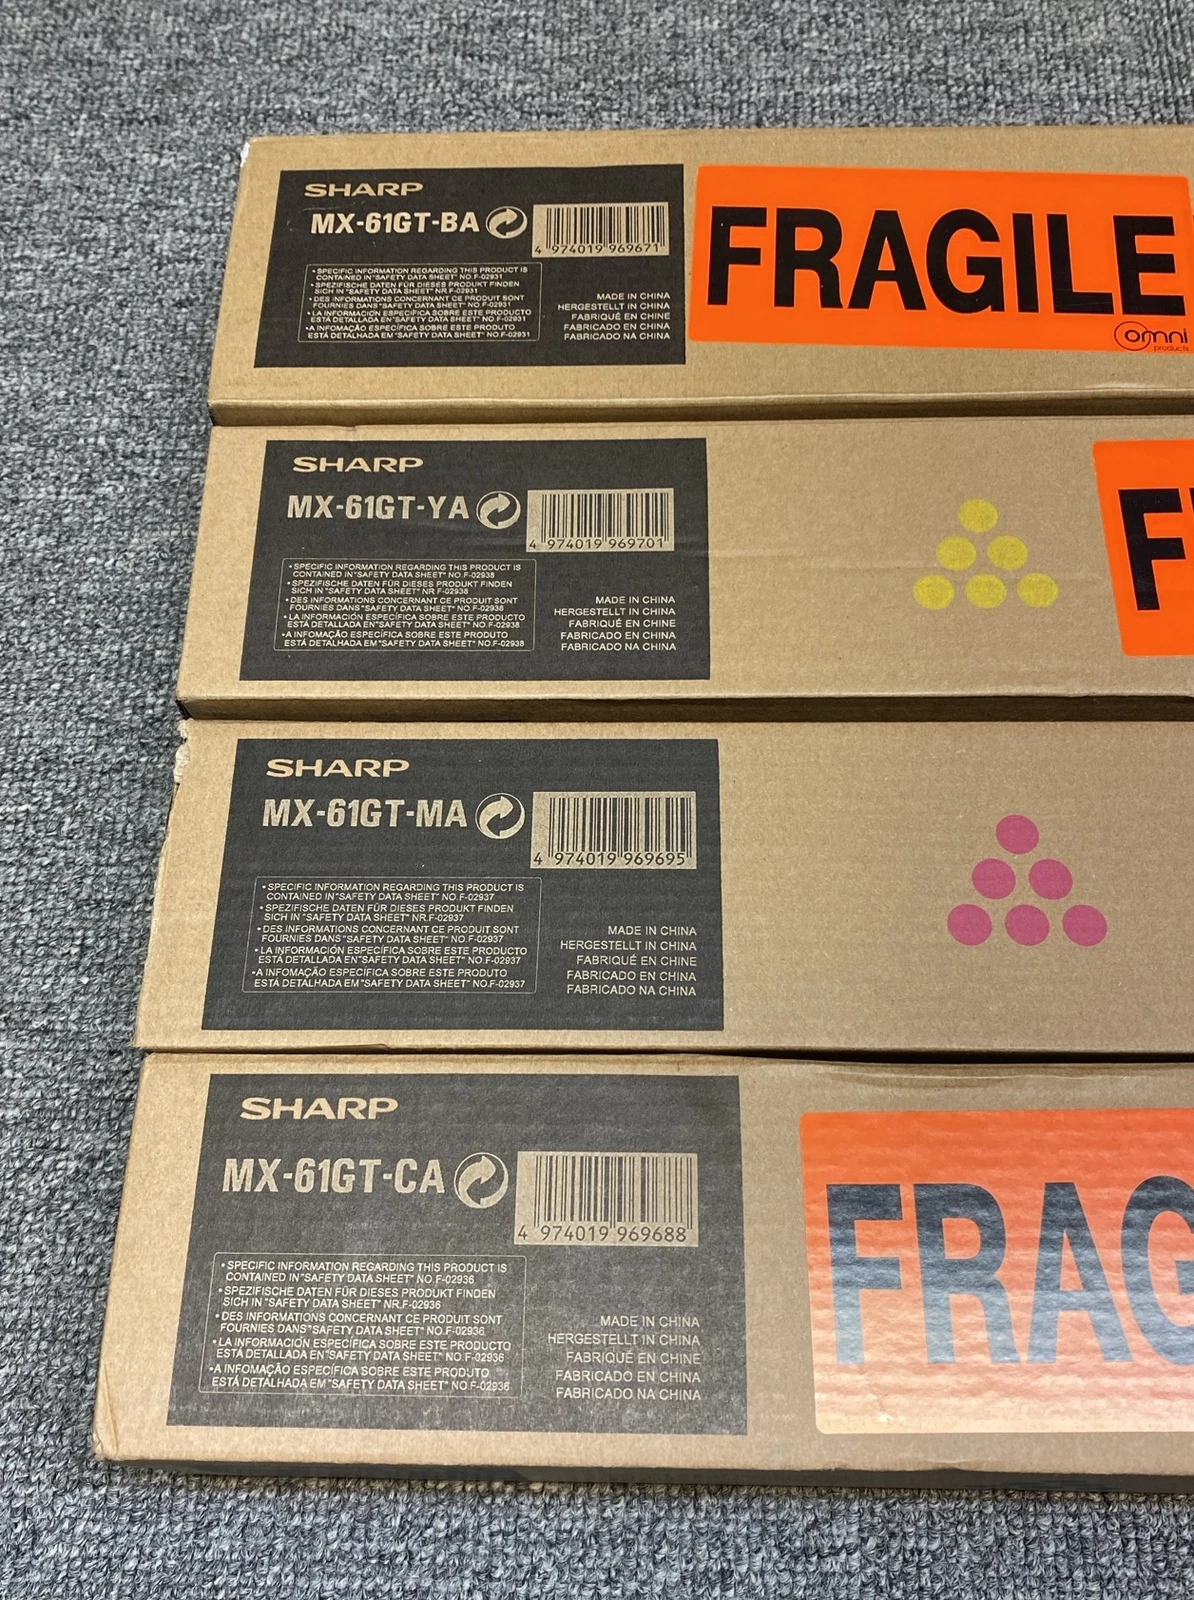 SHARP
MX-61GT-BA
4 974019 969671
• SPECIFIC INFORMATION REGARDING THIS PRODUCT IS
CONTAINED IN "SAFETY DATA SHEET" NO.F-02931
• SPEZIFISCHE DATEN FÜR DIESES PRODUKT FINDEN
SICH IN "SAFETY DATA SHEET" NR.F-02931
• DES INFORMATIONS CONCERNANT CE PRODUIT SONT
FOURNIES DANS "SAFETY DATA SHEET" NO.F-02931
• LA INFORMACIÓN ESPECÍFICA SOBRE ESTE PRODUCTO
ESTÁ DETALLADA EN "SAFETY DATA SHEET" NO.F-02931
• A INFOMAÇÃO ESPECÍFICA SOBRE ESTE PRODUTO
ESTÁ DETALHADA EM "SAFETY DATA SHEET" NO.F-02931
MADE IN CHINA
HERGESTELLT IN CHINA
FABRIQUÉ EN CHINE
FABRICADO EN CHINA
FABRICADO NA CHINA
FRAGILE
omni
products
SHARP
MX-61GT-YA
4 974019 969701
• SPECIFIC INFORMATION REGARDING THIS PRODUCT IS
CONTAINED IN "SAFETY DATA SHEET" NO.F-02938
• SPEZIFISCHE DATEN FÜR DIESES PRODUKT FINDEN
SICH IN "SAFETY DATA SHEET" NR.F-02938
• DES INFORMATIONS CONCERNANT CE PRODUIT SONT
FOURNIES DANS "SAFETY DATA SHEET" NO.F-02938
• LA INFORMACIÓN ESPECÍFICA SOBRE ESTE PRODUCTO
ESTÁ DETALLADA EN "SAFETY DATA SHEET" NO.F-02938
• A INFOMAÇÃO ESPECÍFICA SOBRE ESTE PRODUTO
ESTÁ DETALHADA EM "SAFETY DATA SHEET" NO.F-02938
MADE IN CHINA
HERGESTELLT IN CHINA
FABRIQUÉ EN CHINE
FABRICADO EN CHINA
FABRICADO NA CHINA
F
SHARP
MX-61GT-MA
4 974019 969695
• SPECIFIC INFORMATION REGARDING THIS PRODUCT IS
CONTAINED IN "SAFETY DATA SHEET" NO.F-02937
• SPEZIFISCHE DATEN FÜR DIESES PRODUKT FINDEN
SICH IN "SAFETY DATA SHEET" NR.F-02937
• DES INFORMATIONS CONCERNANT CE PRODUIT SONT
FOURNIES DANS "SAFETY DATA SHEET" NO.F-02937
• LA INFORMACIÓN ESPECÍFICA SOBRE ESTE PRODUCTO
ESTÁ DETALLADA EN "SAFETY DATA SHEET" NO.F-02937
• A INFOMAÇÃO ESPECÍFICA SOBRE ESTE PRODUTO
ESTÁ DETALHADA EM "SAFETY DATA SHEET" NO.F-02937
MADE IN CHINA
HERGESTELLT IN CHINA
FABRIQUÉ EN CHINE
FABRICADO EN CHINA
FABRICADO NA CHINA
SHARP
MX-61GT-CA
4 974019 969688
• SPECIFIC INFORMATION REGARDING THIS PRODUCT IS
CONTAINED IN "SAFETY DATA SHEET" NO.F-02936
• SPEZIFISCHE DATEN FÜR DIESES PRODUKT FINDEN
SICH IN "SAFETY DATA SHEET" NR.F-02936
• DES INFORMATIONS CONCERNANT CE PRODUIT SONT
FOURNIES DANS "SAFETY DATA SHEET" NO.F-02936
• LA INFORMACIÓN ESPECÍFICA SOBRE ESTE PRODUCTO
ESTÁ DETALLADA EN "SAFETY DATA SHEET" NO.F-02936
• A INFOMAÇÃO ESPECÍFICA SOBRE ESTE PRODUTO
ESTÁ DETALHADA EM "SAFETY DATA SHEET" NO.F-02936
MADE IN CHINA
HERGESTELLT IN CHINA
FABRIQUÉ EN CHINE
FABRICADO EN CHINA
FABRICADO NA CHINA
FRAG